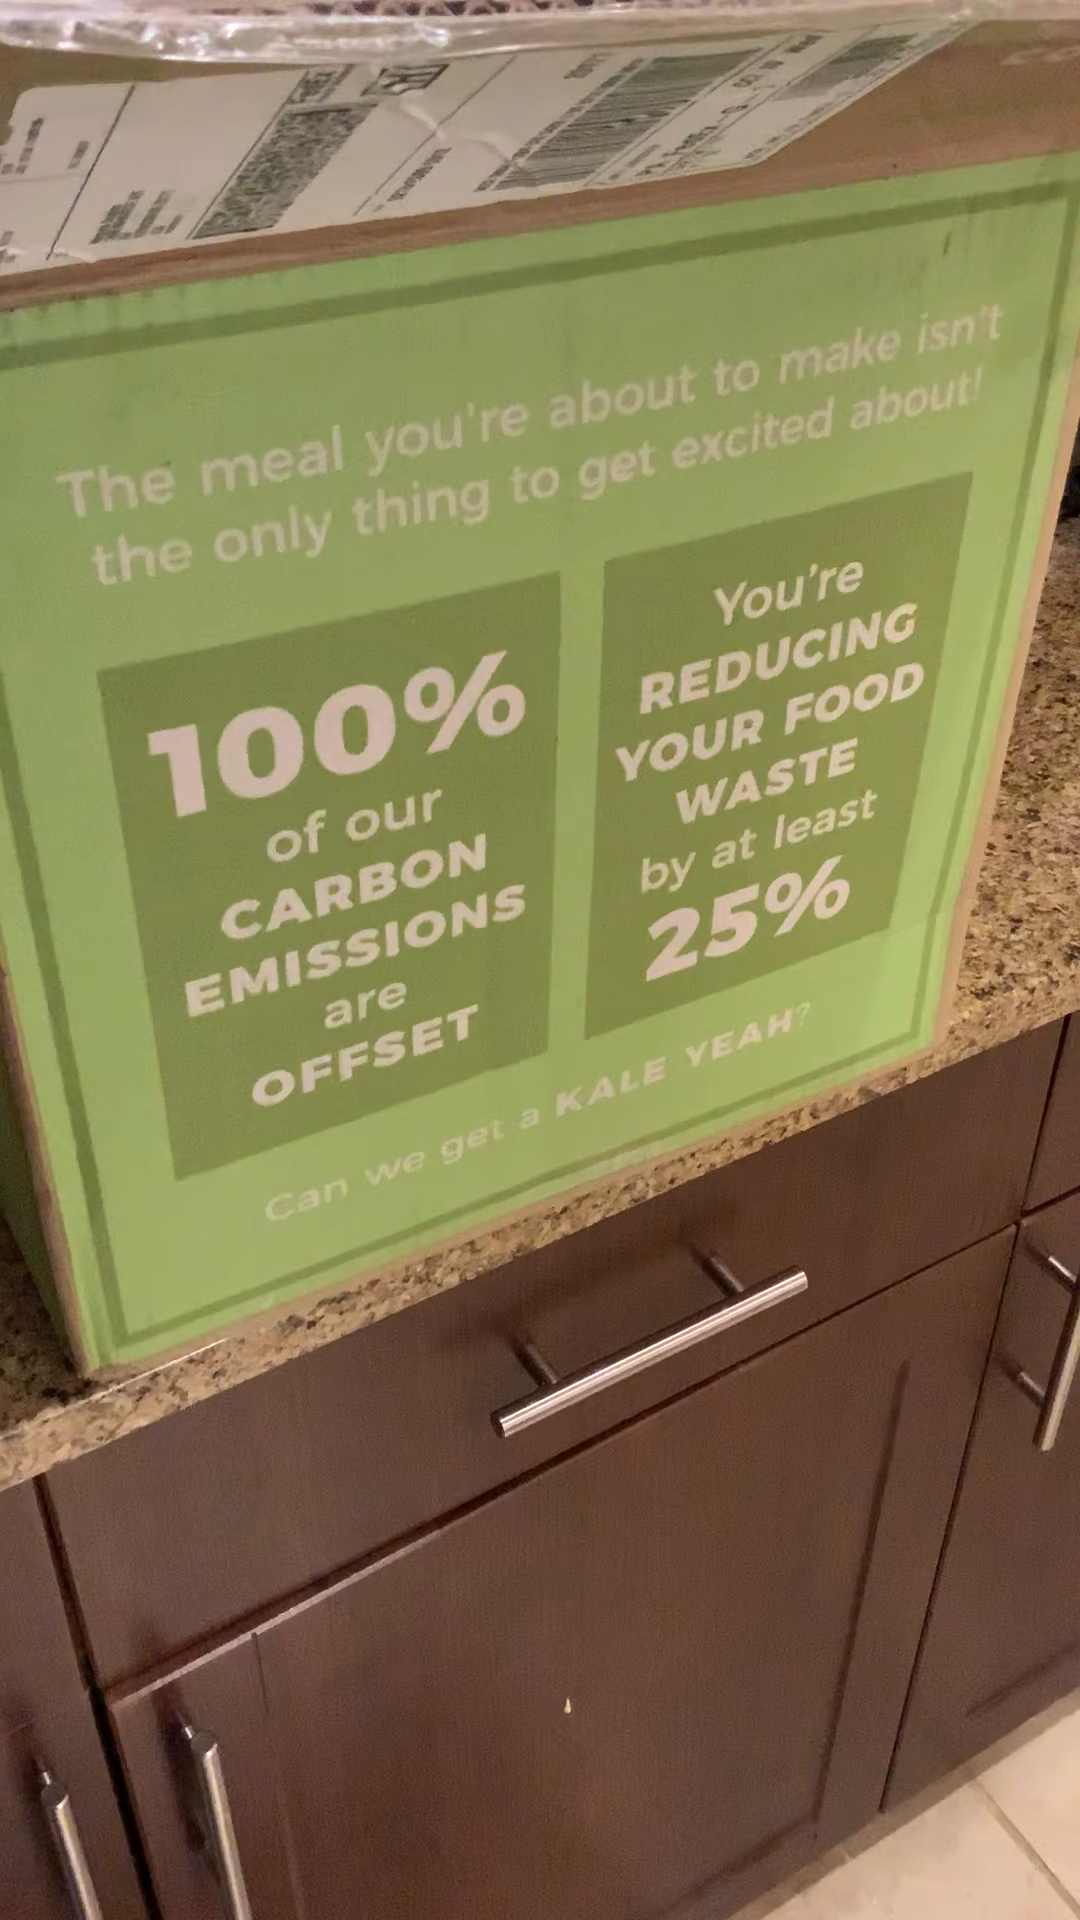 The meal you're about to make isn't
the only thing to get excited about!
100%
of our
CARBON
EMISSIONS
are
OFFSET
You're
REDUCING
YOUR FOOD
WASTE
by at least
25%
Can we get a KALE YEAH?